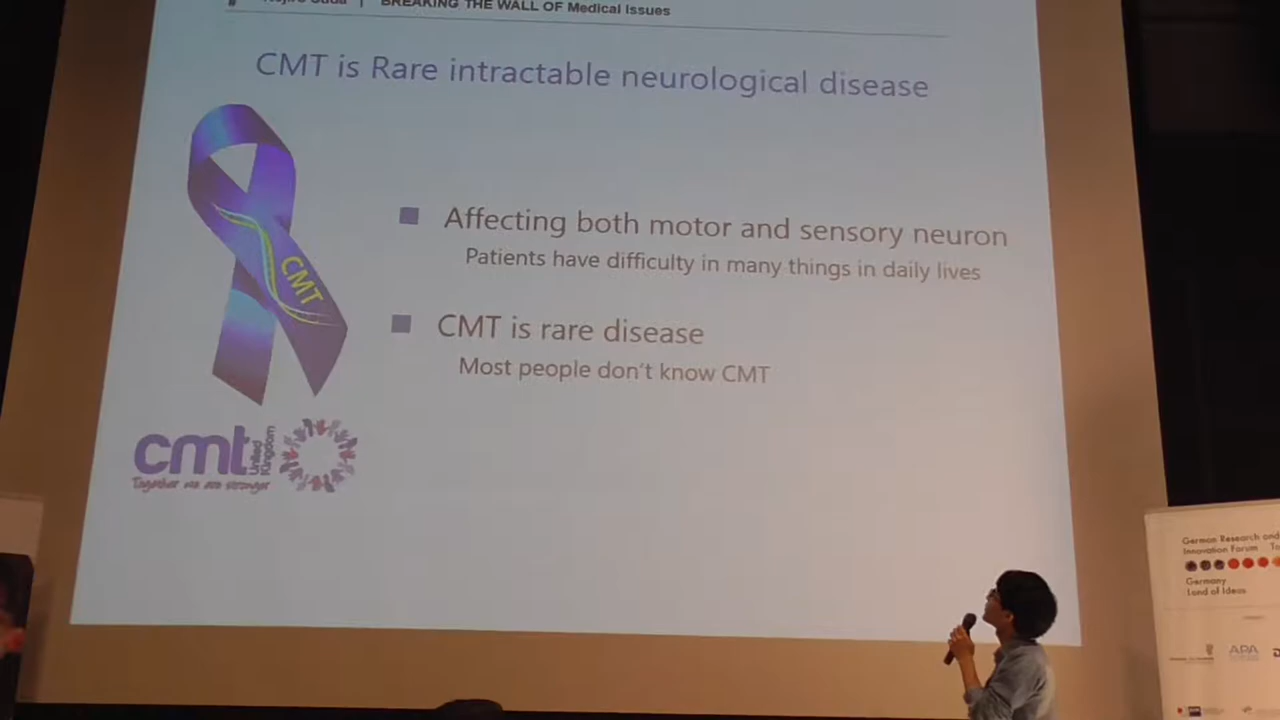 BREAKING THE WALL OF Medical Issues
CMT is Rare intractable neurological disease
CMT
Affecting both motor and sensory neuron
Patients have difficulty in many things in daily lives
CMT is rare disease
Most people don't know CMT
cmt
United
Kingdom
Together we are stronger
German Research and
Innovation Forum
Germany
Land of Ideas